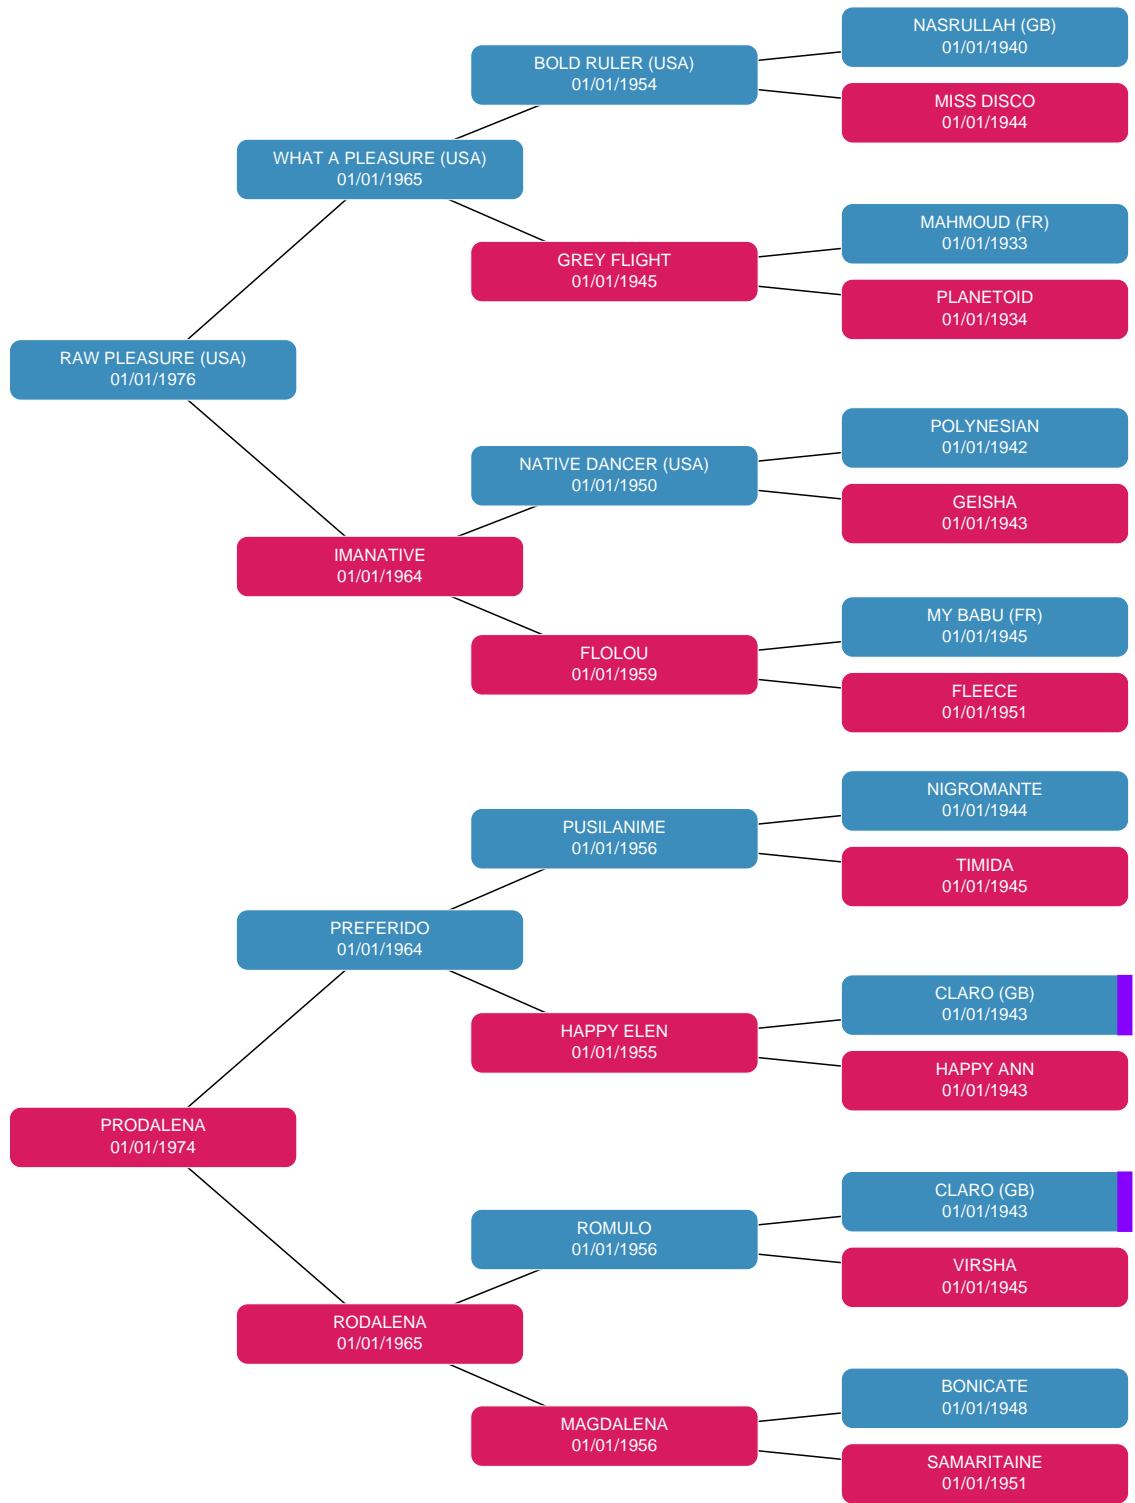 NASRULLAH (GB)
01/01/1940
BOLD RULER (USA)
01/01/1954
MISS DISCO
01/01/1944
WHAT A PLEASURE (USA)
01/01/1965
MAHMOUD (FR)
01/01/1933
GREY FLIGHT
01/01/1945
PLANETOID
01/01/1934
RAW PLEASURE (USA)
01/01/1976
POLYNESIAN
01/01/1942
NATIVE DANCER (USA)
01/01/1950
GEISHA
01/01/1943
IMANATIVE
01/01/1964
MY BABU (FR)
01/01/1945
FLOLOU
01/01/1959
FLEECE
01/01/1951
NIGROMANTE
01/01/1944
PUSILANIME
01/01/1956
TIMIDA
01/01/1945
PREFERIDO
01/01/1964
CLARO (GB)
01/01/1943
HAPPY ELEN
01/01/1955
HAPPY ANN
01/01/1943
PRODALENA
01/01/1974
CLARO (GB)
01/01/1943
ROMULO
01/01/1956
VIRSHA
01/01/1945
RODALENA
01/01/1965
BONICATE
01/01/1948
MAGDALENA
01/01/1956
SAMARITAINE
01/01/1951